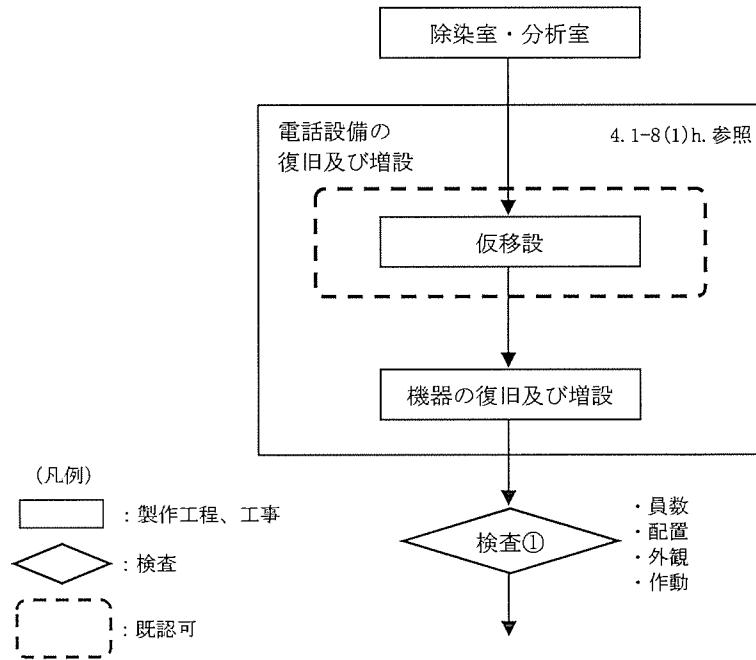 除染室・分析室
電話設備の
復旧及び増設
4.1-8(1)h.参照
仮移設
機器の復旧及び増設
検査①
・員数
・配置
・外観
・作動
(凡例)
：製作工程、工事
：検査
：既認可